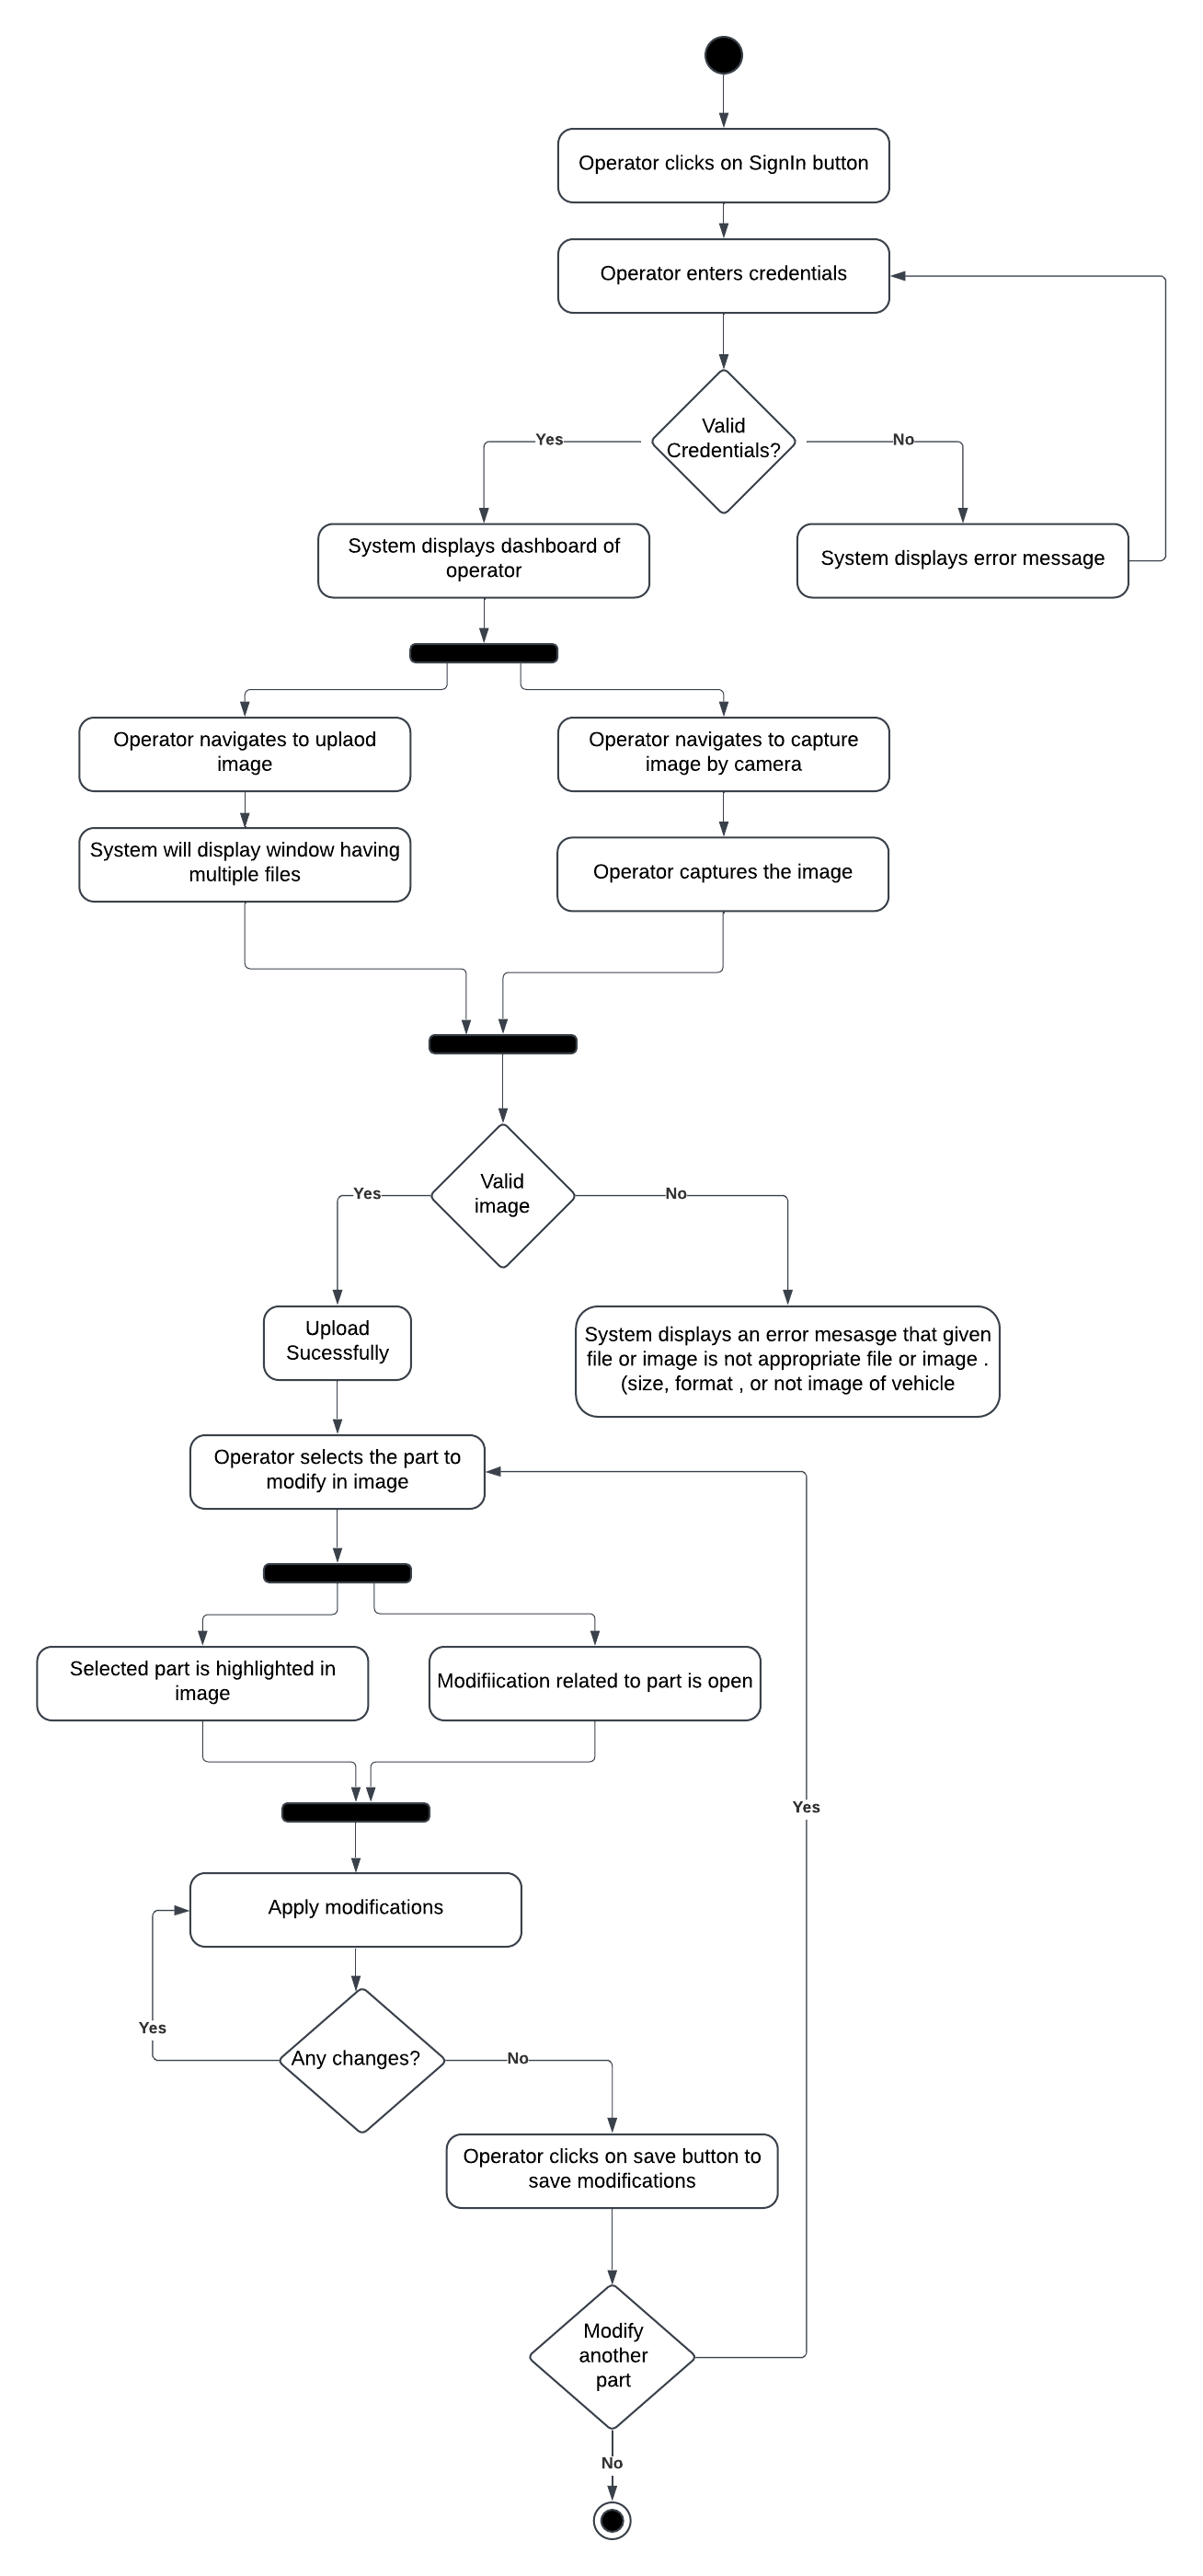 Operator clicks on SignIn button
Operator enters credentials
Valid
Credentials?
Yes
No
System displays dashboard of
operator
System displays error message
Operator navigates to uplaod
image
Operator navigates to capture
image by camera
System will display window having
multiple files
Operator captures the image
Valid
image
Yes
No
Upload
Sucessfully
System displays an error mesasge that given
file or image is not appropriate file or image .
(size, format , or not image of vehicle
Operator selects the part to
modify in image
Selected part is highlighted in
image
Modifiication related to part is open
Yes
Apply modifications
Yes
Any changes?
No
Operator clicks on save button to
save modifications
Modify
another
part
No